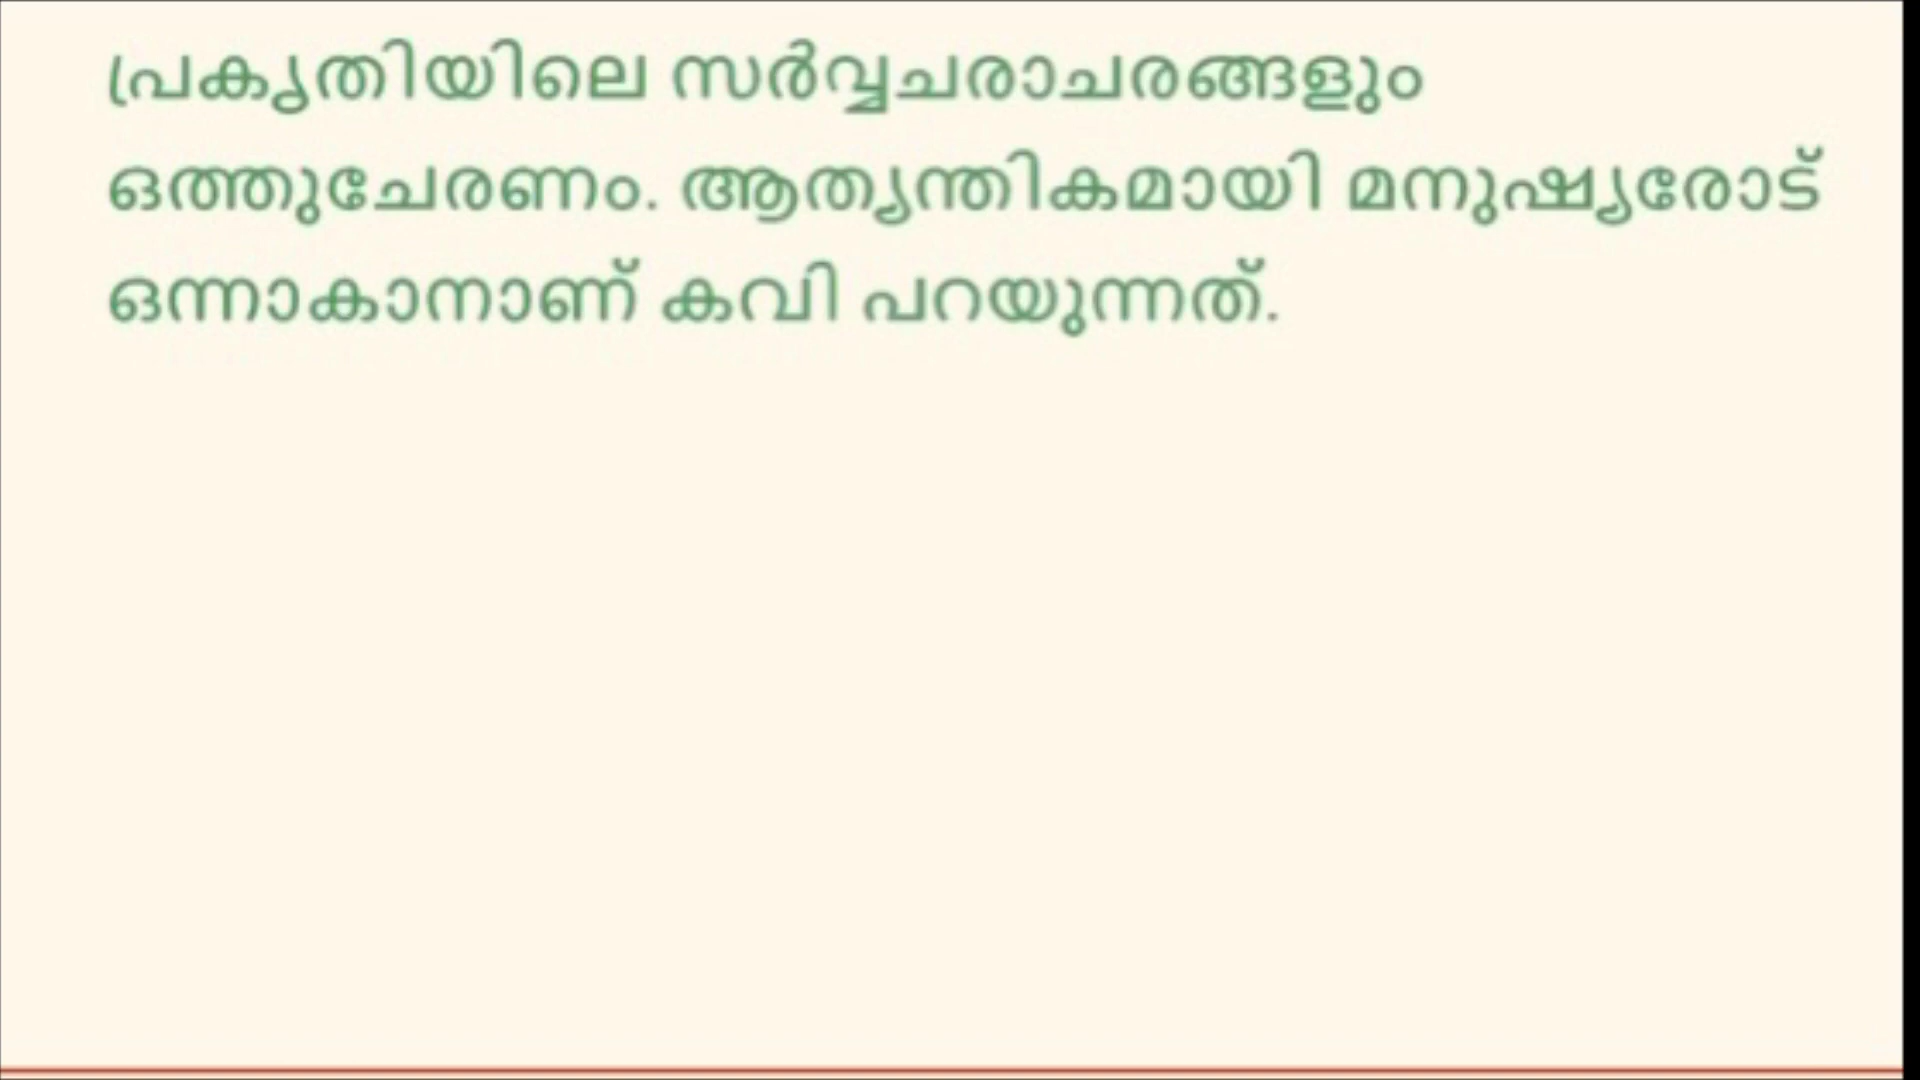 പ്രകൃതിയിലെ സർവ്വചരാചരങ്ങളും
ഒത്തുചേരണം. ആത്യന്തികമായി മനുഷ്യരോട്
ഒന്നാകാനാണ് കവി പറയുന്നത്.